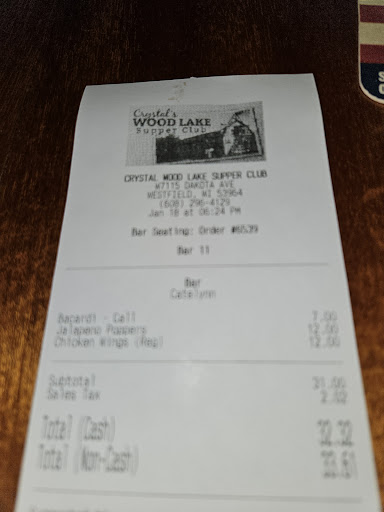 Crystal's
WOOD LAKE
Supper Club
CRYSTAL WOOD LAKE SUPPER CLUB
W7115 DAKOTA AVE
WESTFIELD, WI 53964
(608) 296-4129
Jan 18 at 06:24 PM
Bar Seating: Order #6539
Bar 11
Bar
Catelynn
Bacardi - Call 7.00
Jalapeno Poppers 12.00
Chicken Wings (Reg) 12.00
Subtotal 31.00
Sales Tax 2.02
Total (Cash) 32.32
Total (Non-Cash) 33.61